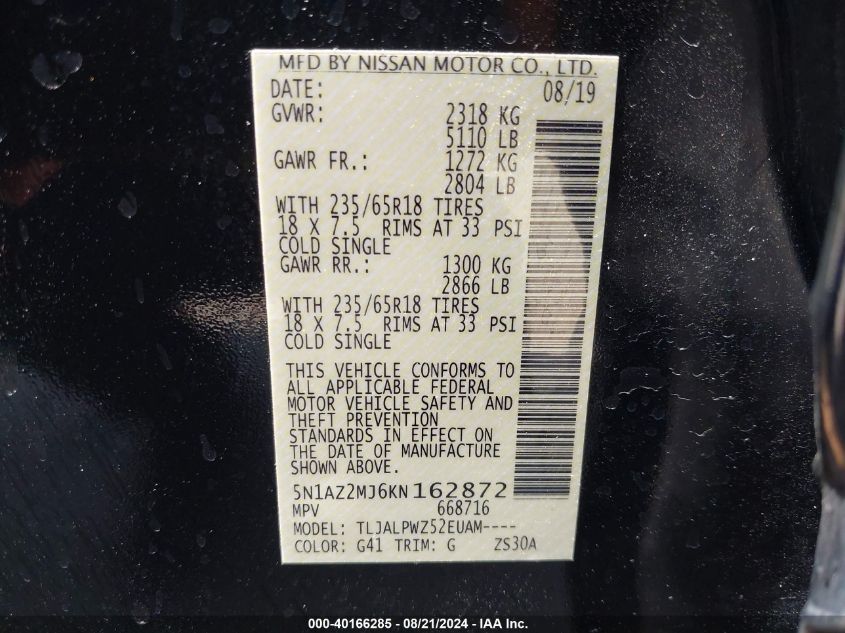 MFD BY NISSAN MOTOR CO., LTD.
DATE: 08/19
GVWR: 2318 KG
5110 LB
GAWR FR.: 1272 KG
2804 LB
WITH 235/65R18 TIRES
18 X 7.5 RIMS AT 33 PSI
COLD SINGLE
GAWR RR.: 1300 KG
2866 LB
WITH 235/65R18 TIRES
18 X 7.5 RIMS AT 33 PSI
COLD SINGLE
THIS VEHICLE CONFORMS TO
ALL APPLICABLE FEDERAL
MOTOR VEHICLE SAFETY AND
THEFT PREVENTION
STANDARDS IN EFFECT ON
THE DATE OF MANUFACTURE
SHOWN ABOVE.
5N1AZ2MJ6KN162872
MPV 668716
MODEL: TLJALPWZ52EUAM----
COLOR: G41 TRIM: G ZS30A
000-40166285 - 08/21/2024 - IAA Inc.